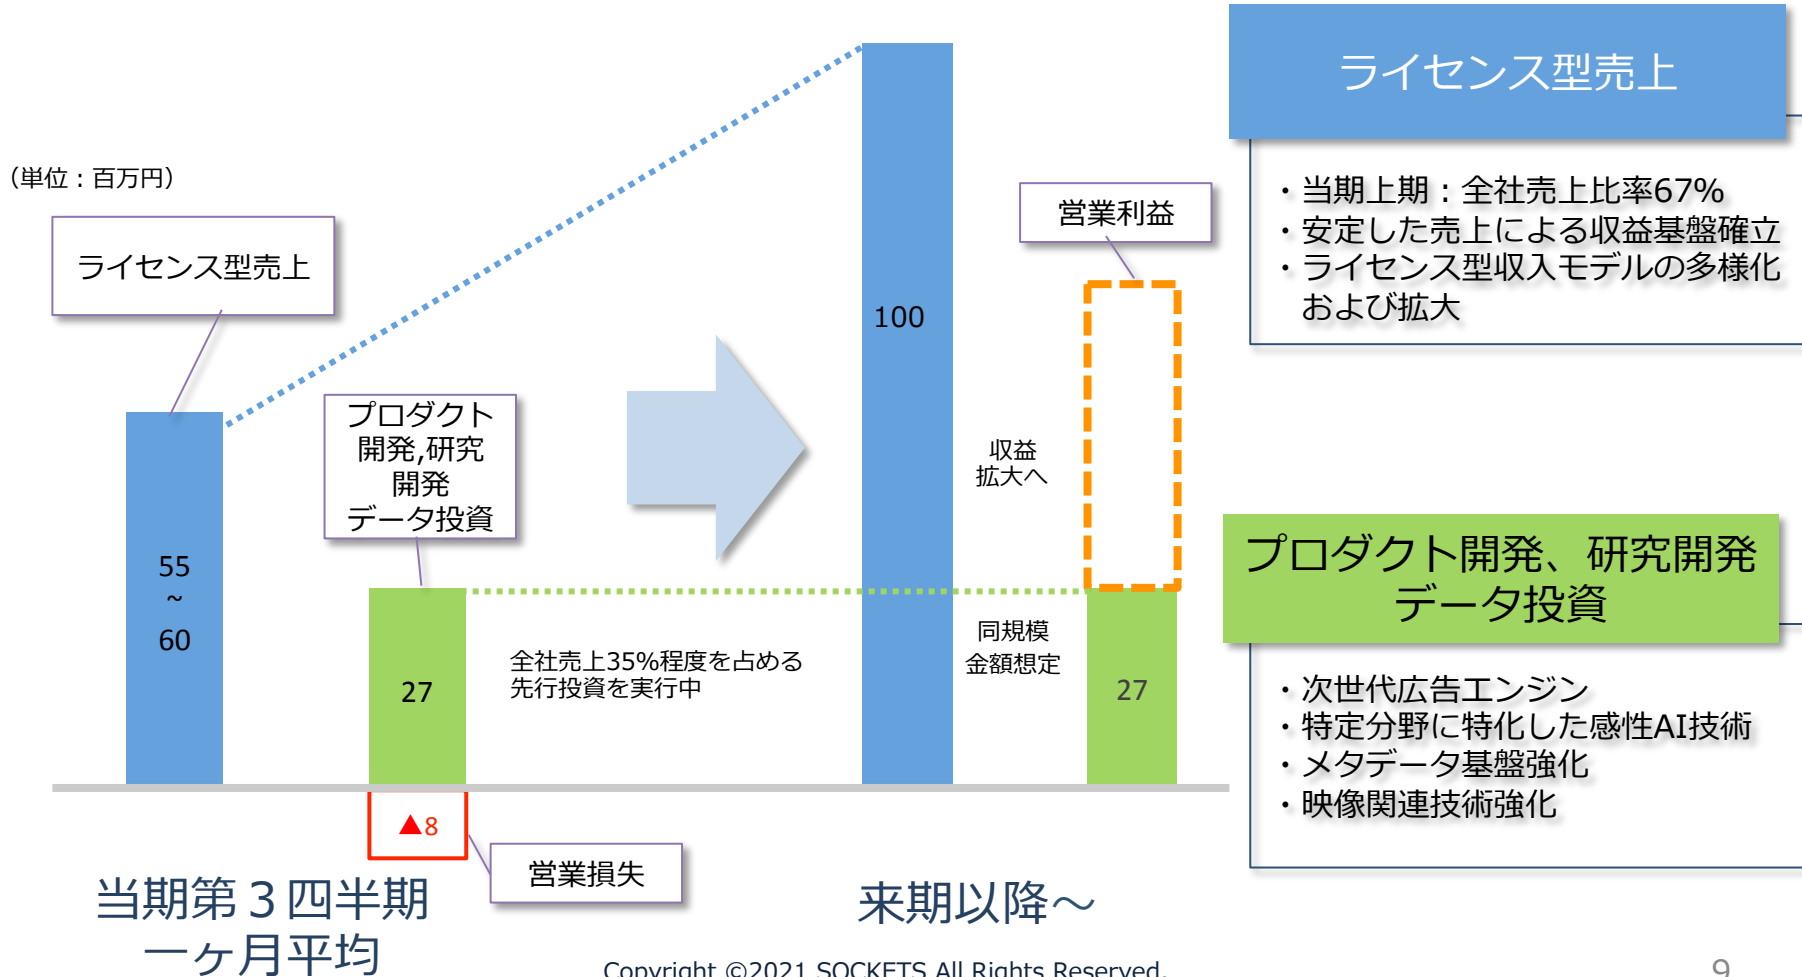 (単位：百万円)
ライセンス型売上
55
~
60
プロダクト
開発,研究
開発
データ投資
27
▲8
営業損失
全社売上35%程度を占める
先行投資を実行中
当期第３四半期
一ヶ月平均
100
収益
拡大へ
営業利益
同規模
金額想定
27
来期以降～
ライセンス型売上
・当期上期：全社売上比率67%
・安定した売上による収益基盤確立
・ライセンス型収入モデルの多様化
および拡大
プロダクト開発、研究開発
データ投資
・次世代広告エンジン
・特定分野に特化した感性AI技術
・メタデータ基盤強化
・映像関連技術強化
Copyright ©2021 SOCKETS All Rights Reserved.
9